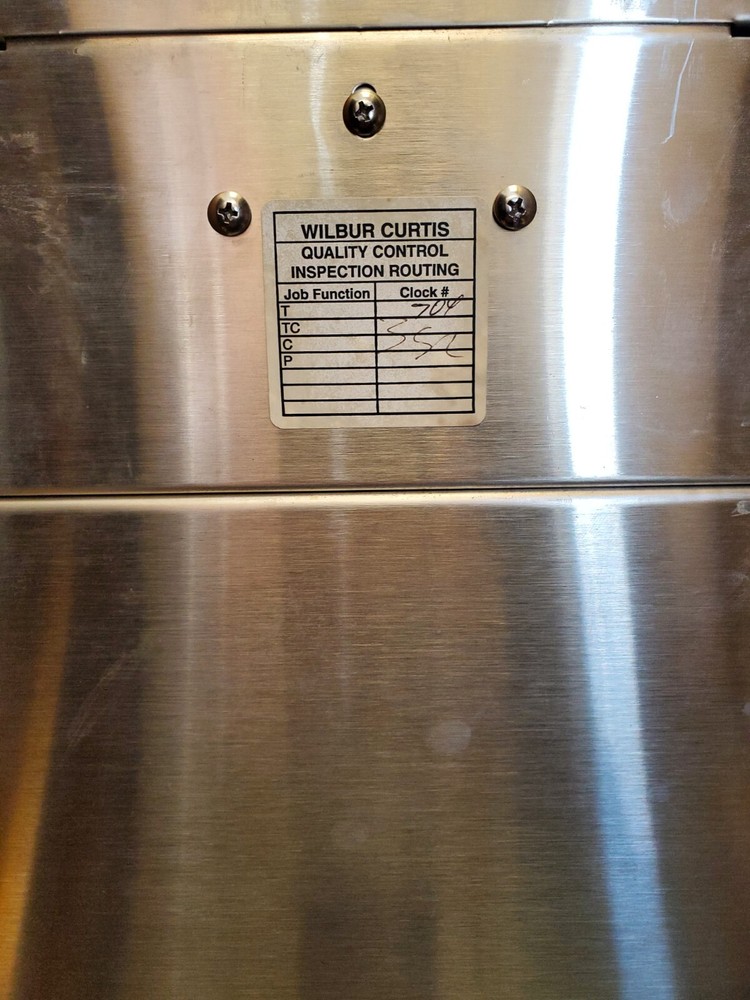 WILBUR CURTIS
QUALITY CONTROL
INSPECTION ROUTING
Job Function Clock #
T 704
TC
C
P